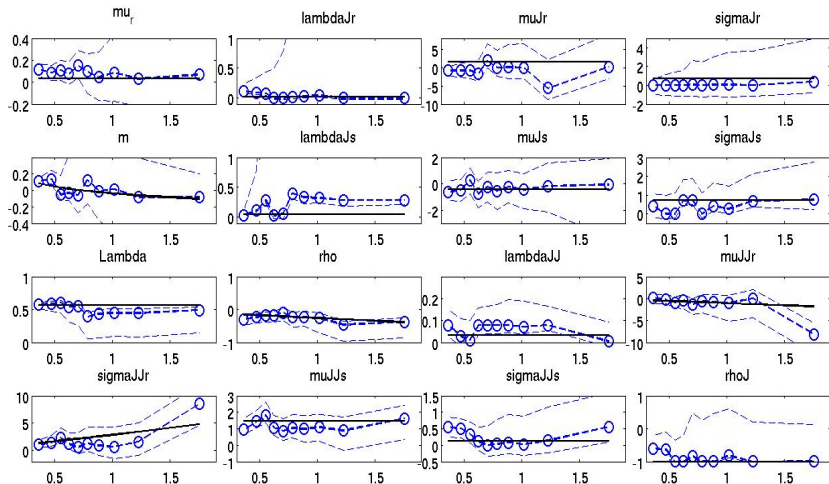 mu_r lambdaJr muJr sigmaJr
0.4 1 5 4
0.2 0.5 0 2
0 0 -5 0
-0.2 -10
0.5 1 1.5 0.5 1 1.5 0.5 1 1.5 0.5 1 1.5
m lambdaJs muJs sigmaJs
0.4 1 2 3
0.2 0.5 0 2
0 0 -2 1
-0.2 0
-0.4
0.5 1 1.5 0.5 1 1.5 0.5 1 1.5 0.5 1 1.5
Lambda rho lambdaJJ muJJr
1 1 0.2 5
0.5 0 0.1 0
0 -1 0 -5
-10
0.5 1 1.5 0.5 1 1.5 0.5 1 1.5 0.5 1 1.5
sigmaJJr muJJs sigmaJJs rhoJ
10 3 1.5 1
5 2 1 0
0 1 0.5 -1
0 0
-1 -0.5
0.5 1 1.5 0.5 1 1.5 0.5 1 1.5 0.5 1 1.5